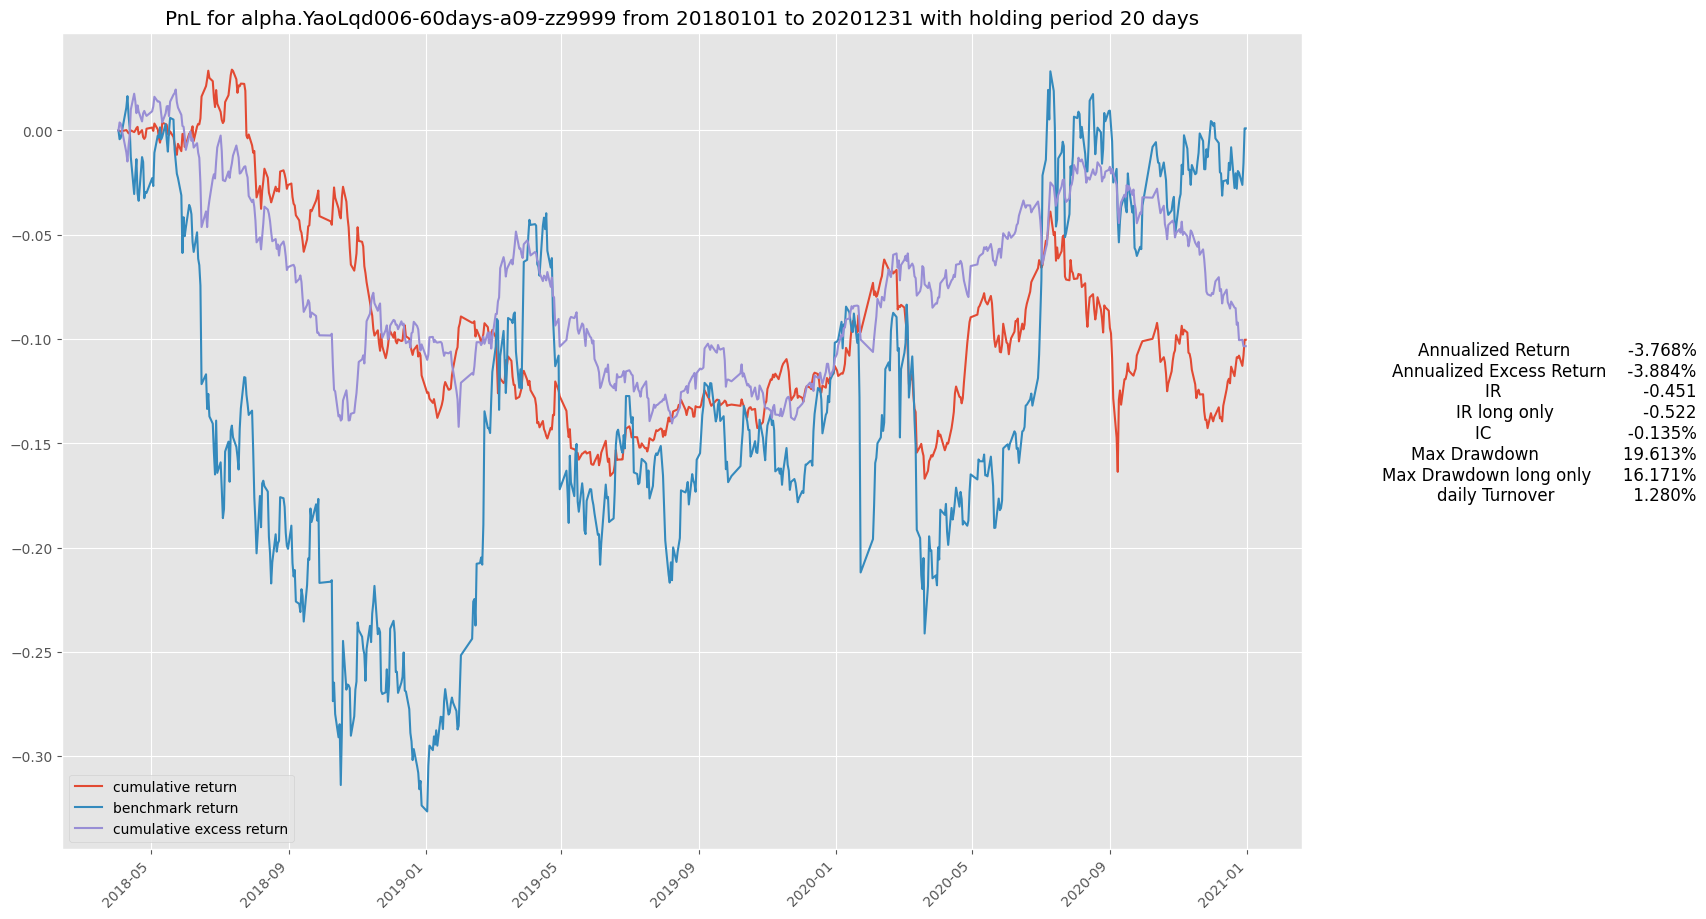 PnL for alpha.YaoLqd006-60days-a09-zz9999 from 20180101 to 20201231 with holding period 20 days
0.00
−0.05
−0.10
−0.15
−0.20
−0.25
−0.30
cumulative return
benchmark return
cumulative excess return
2018-05
2018-09
2019-01
2019-05
2019-09
2020-01
2020-05
2020-09
2021-01
Annualized Return -3.768%
Annualized Excess Return -3.884%
IR -0.451
IR long only -0.522
IC -0.135%
Max Drawdown 19.613%
Max Drawdown long only 16.171%
daily Turnover 1.280%